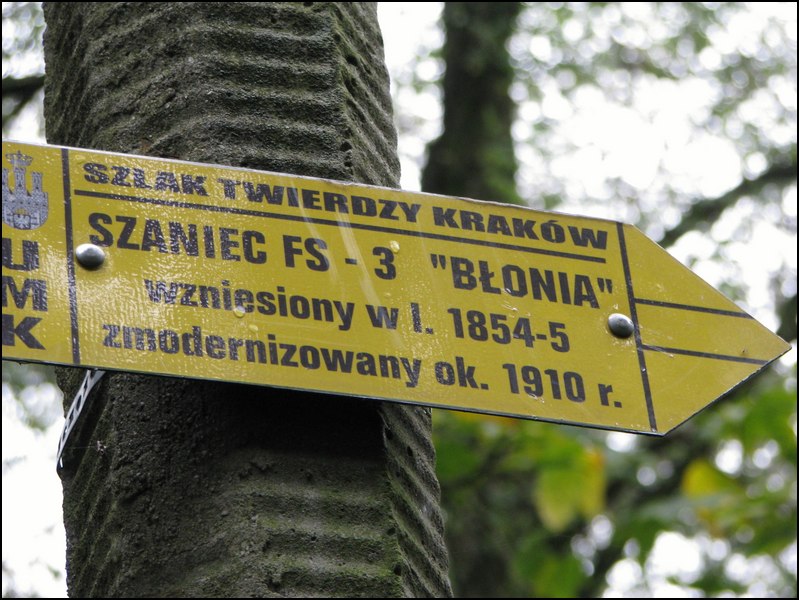 SZLAK TWIERDZY KRAKÓW
SZANIEC FS - 3 "BŁONIA"
wzniesiony w l. 1854-5
zmodernizowany ok. 1910 r.
U
M
K